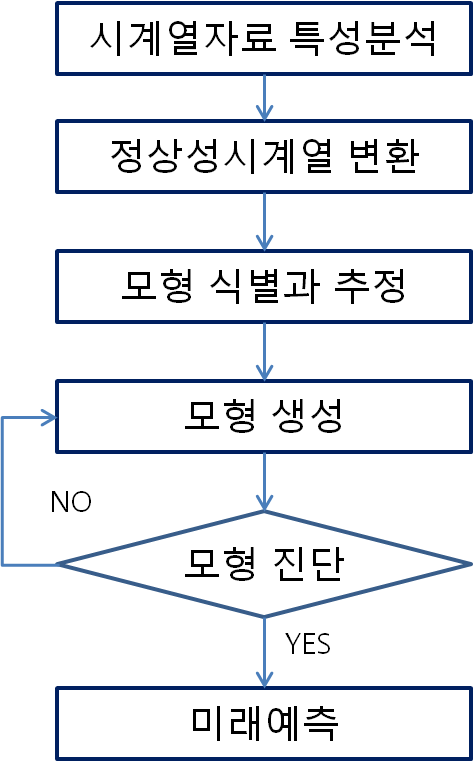 시계열자료 특성분석
정상성시계열 변환
모형 식별과 추정
모형 생성
NO
모형 진단
YES
미래예측